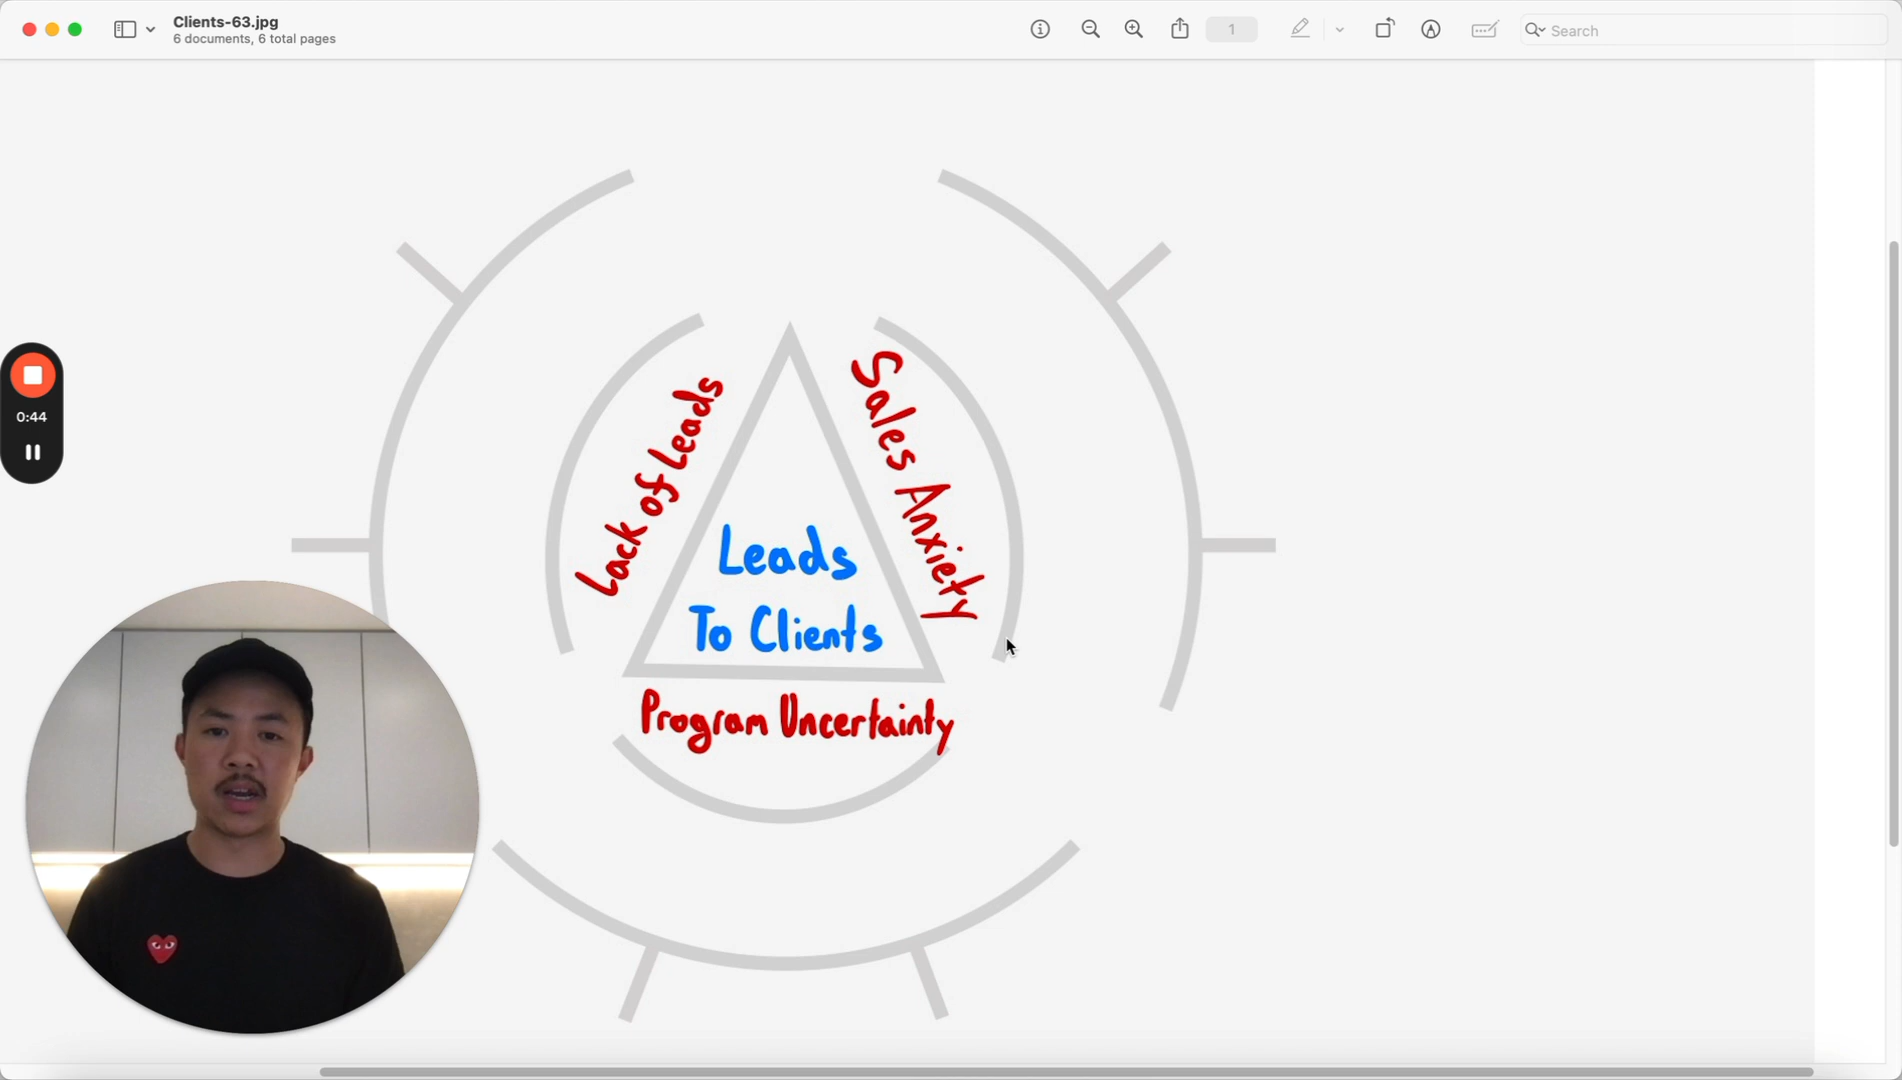 Clients-63.jpg
6 documents, 6 total pages
1
Search
0:44
Lack of Leads
Sales Anxiety
Leads
To Clients
Program Uncertainty